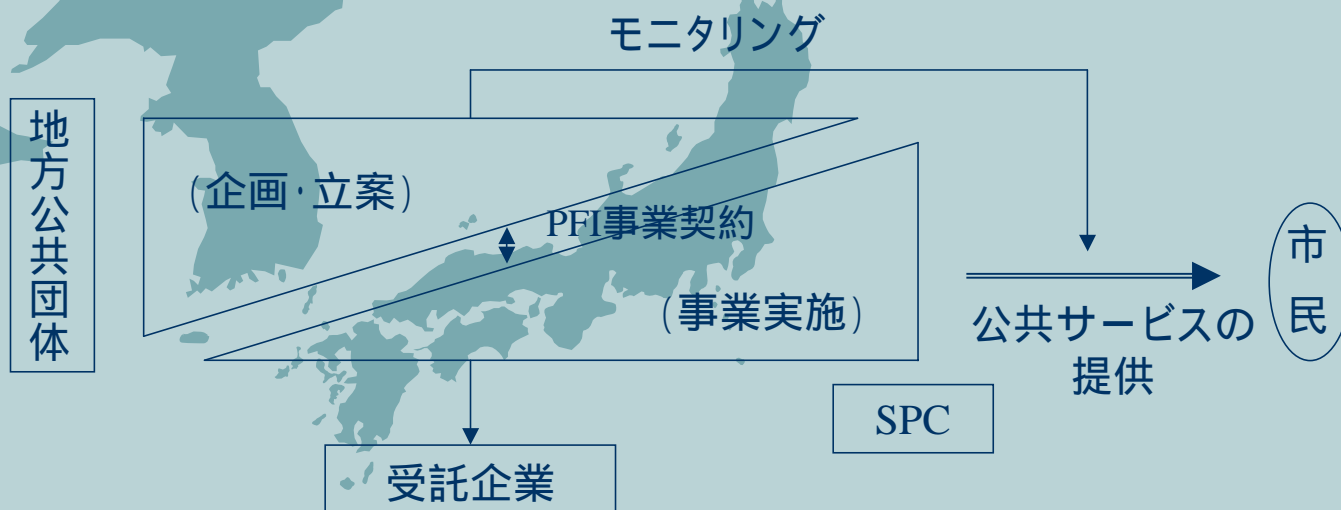 モニタリング
地方公共団体
(企画・立案)
PFI事業契約
(事業実施)
公共サービスの
提供
市民
SPC
受託企業